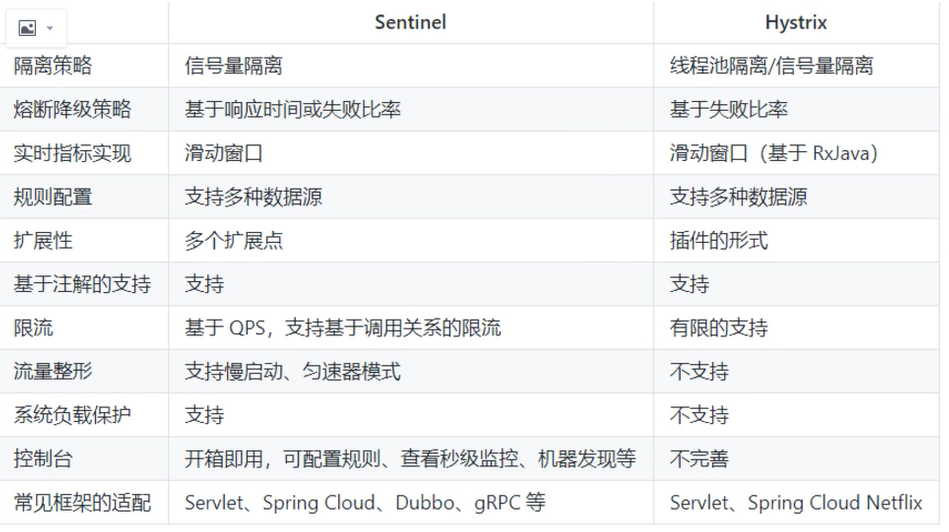 Sentinel Hystrix
隔离策略 信号量隔离 线程池隔离/信号量隔离
熔断降级策略 基于响应时间或失败比率 基于失败比率
实时指标实现 滑动窗口 滑动窗口（基于 RxJava）
规则配置 支持多种数据源 支持多种数据源
扩展性 多个扩展点 插件的形式
基于注解的支持 支持 支持
限流 基于 QPS，支持基于调用关系的限流 有限的支持
流量整形 支持慢启动、匀速器模式 不支持
系统负载保护 支持 不支持
控制台 开箱即用，可配置规则、查看秒级监控、机器发现等 不完善
常见框架的适配 Servlet、Spring Cloud、Dubbo、gRPC 等 Servlet、Spring Cloud Netflix